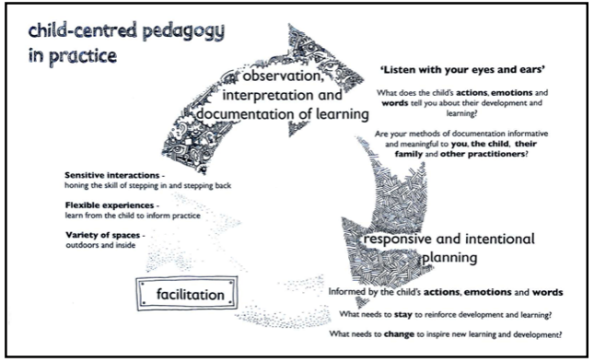 child-centred pedagogy
in practice
observation,
interpretation and
documentation of learning
'Listen with your eyes and ears'
What does the child's actions, emotions and
words tell you about their development and
learning?
Are your methods of documentation informative
and meaningful to you, the child, their
family and other practitioners?
Sensitive interactions -
honing the skill of stepping in and stepping back
Flexible experiences -
learn from the child to inform practice
Variety of spaces -
outdoors and inside
responsive and intentional
planning
Informed by the child's actions, emotions and words
What needs to stay to reinforce development and learning?
What needs to change to inspire new learning and development?
facilitation